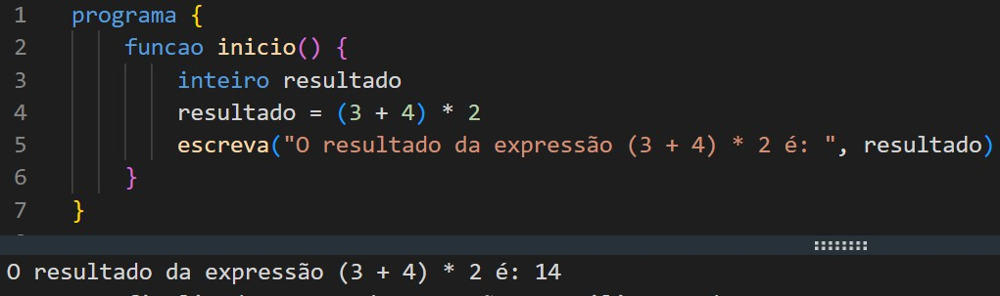 1 programa {
2 funcao inicio() {
3 inteiro resultado
4 resultado = (3 + 4) * 2
5 escreva("O resultado da expressão (3 + 4) * 2 é: ", resultado)
6 }
7 }
O resultado da expressão (3 + 4) * 2 é: 14